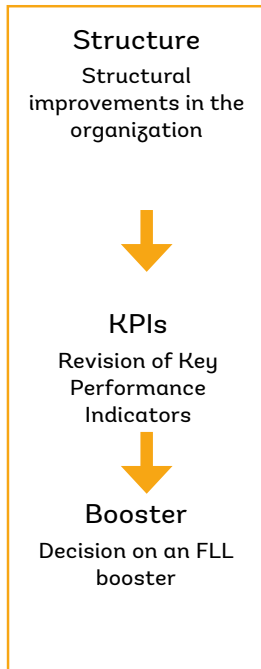 Structure
Structural
improvements in the
organization
KPIs
Revision of Key
Performance
Indicators
Booster
Decision on an FLL
booster